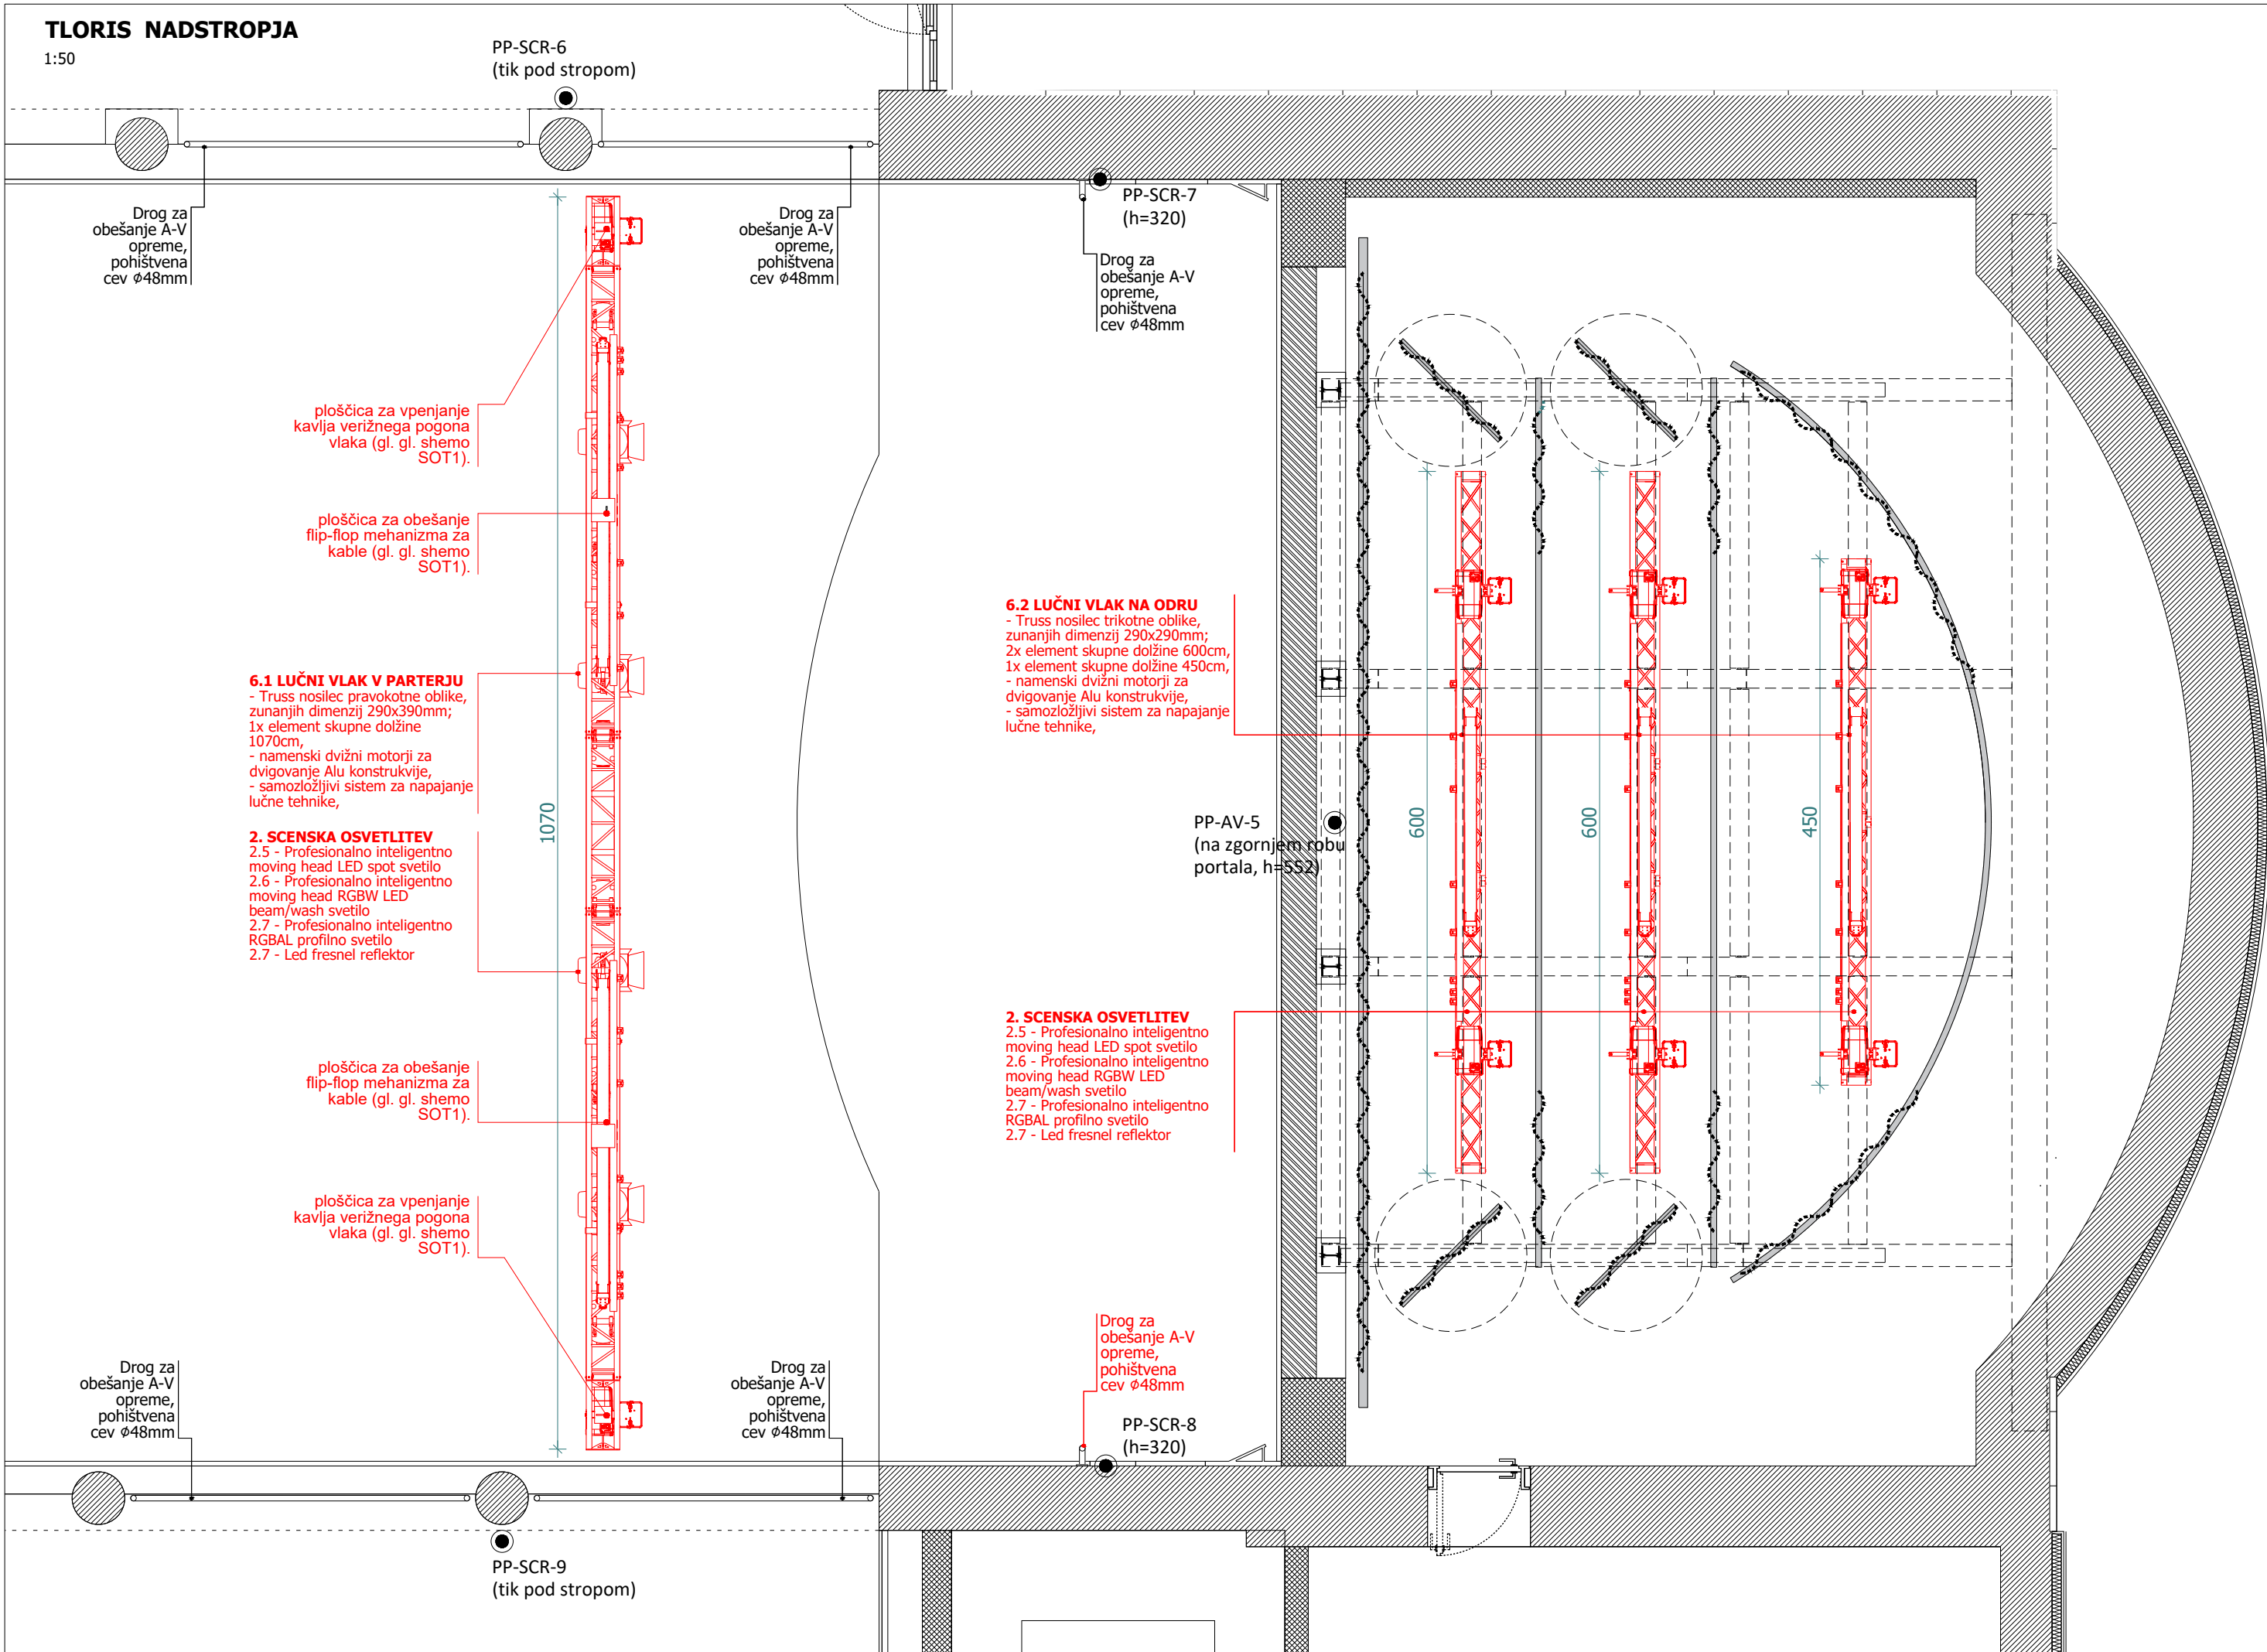 TLORIS NADSTROPJA
1:50
PP-SCR-6
(tik pod stropom)
Drog za
obešanje A-V
opreme,
pohištvena
cev ⌀48mm
Drog za
obešanje A-V
opreme,
pohištvena
cev ⌀48mm
PP-SCR-7
(h=320)
Drog za
obešanje A-V
opreme,
pohištvena
cev ⌀48mm
ploščica za vpenjanje
kavlja verižnega pogona
vlaka (gl. gl. shemo
SOT1).
ploščica za obešanje
flip-flop mehanizma za
kable (gl. gl. shemo
SOT1).
6.1 LUČNI VLAK V PARTERJU
- Truss nosilec pravokotne oblike,
zunanjih dimenzij 290x390mm;
1x element skupne dolžine
1070cm,
- namenski dvižni motorji za
dvigovanje Alu konstrukvije,
- samozložljivi sistem za napajanje
lučne tehnike,
2. SCENSKA OSVETLITEV
2.5 - Profesionalno inteligentno
moving head LED spot svetilo
2.6 - Profesionalno inteligentno
moving head RGBW LED
beam/wash svetilo
2.7 - Profesionalno inteligentno
RGBAL profilno svetilo
2.7 - Led fresnel reflektor
1070
ploščica za obešanje
flip-flop mehanizma za
kable (gl. gl. shemo
SOT1).
ploščica za vpenjanje
kavlja verižnega pogona
vlaka (gl. gl. shemo
SOT1).
6.2 LUČNI VLAK NA ODRU
- Truss nosilec trikotne oblike,
zunanjih dimenzij 290x290mm;
2x element skupne dolžine 600cm,
1x element skupne dolžine 450cm,
- namenski dvižni motorji za
dvigovanje Alu konstrukvije,
- samozložljivi sistem za napajanje
lučne tehnike,
PP-AV-5
(na zgornjem robu
portala, h=552)
600
600
450
2. SCENSKA OSVETLITEV
2.5 - Profesionalno inteligentno
moving head LED spot svetilo
2.6 - Profesionalno inteligentno
moving head RGBW LED
beam/wash svetilo
2.7 - Profesionalno inteligentno
RGBAL profilno svetilo
2.7 - Led fresnel reflektor
Drog za
obešanje A-V
opreme,
pohištvena
cev ⌀48mm
Drog za
obešanje A-V
opreme,
pohištvena
cev ⌀48mm
Drog za
obešanje A-V
opreme,
pohištvena
cev ⌀48mm
PP-SCR-8
(h=320)
PP-SCR-9
(tik pod stropom)